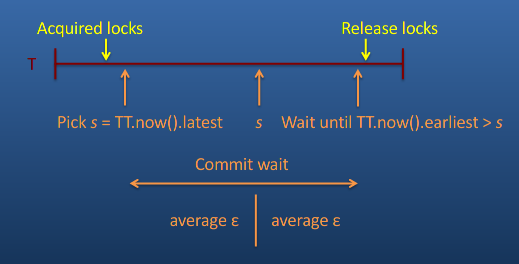 Acquired locks
Release locks
T
Pick s = TT.now().latest
s
Wait until TT.now().earliest > s
Commit wait
average ε
average ε